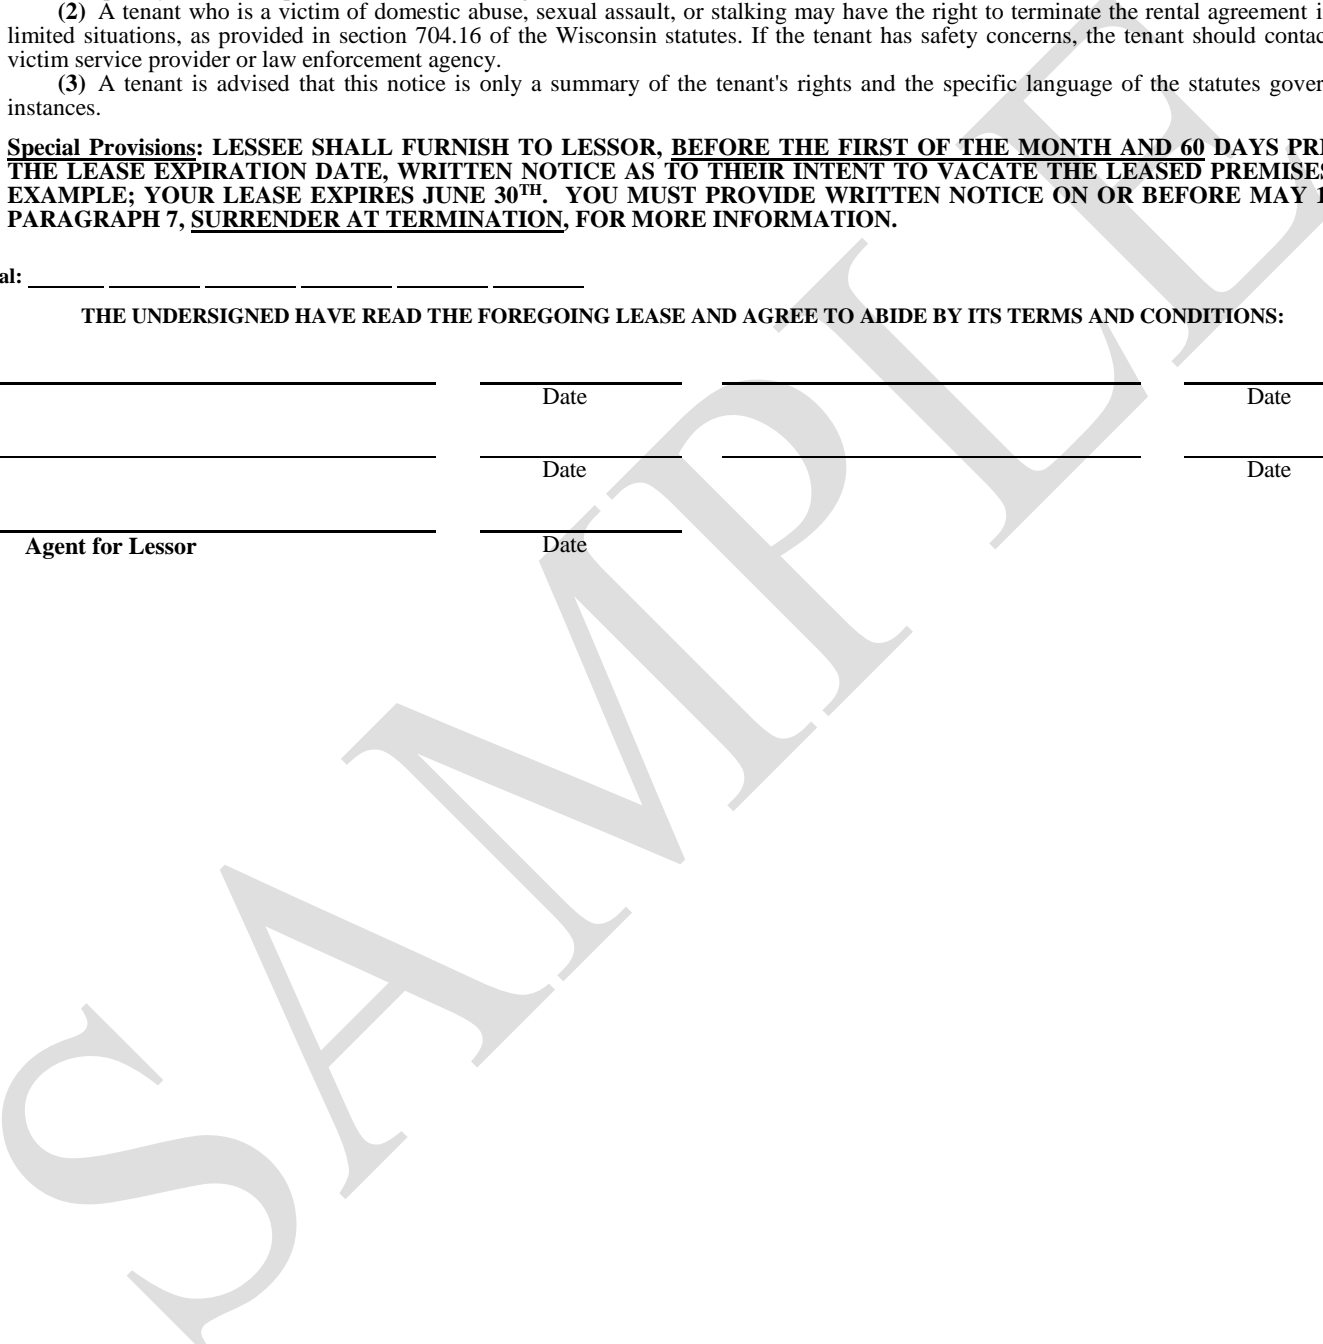 (2) A tenant who is a victim of domestic abuse, sexual assault, or stalking may have the right to terminate the rental agreement i
limited situations, as provided in section 704.16 of the Wisconsin statutes. If the tenant has safety concerns, the tenant should contac
victim service provider or law enforcement agency.
(3) A tenant is advised that this notice is only a summary of the tenant's rights and the specific language of the statutes gover
instances.
Special Provisions: LESSEE SHALL FURNISH TO LESSOR, BEFORE THE FIRST OF THE MONTH AND 60 DAYS PRI
THE LEASE EXPIRATION DATE, WRITTEN NOTICE AS TO THEIR INTENT TO VACATE THE LEASED PREMISES
EXAMPLE; YOUR LEASE EXPIRES JUNE 30TH. YOU MUST PROVIDE WRITTEN NOTICE ON OR BEFORE MAY 1
PARAGRAPH 7, SURRENDER AT TERMINATION, FOR MORE INFORMATION.
al:
THE UNDERSIGNED HAVE READ THE FOREGOING LEASE AND AGREE TO ABIDE BY ITS TERMS AND CONDITIONS:
Date Date
Date Date
Agent for Lessor Date
SAMPLE